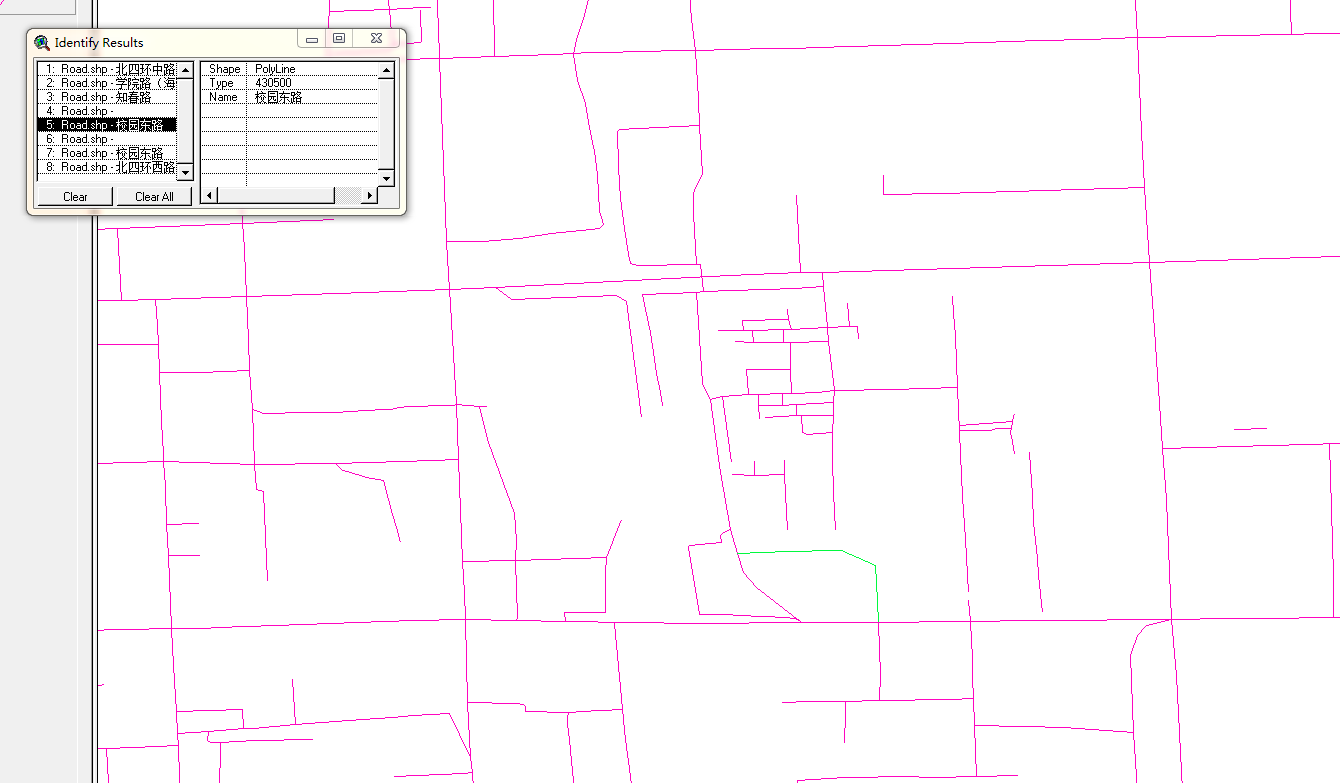 Identify Results
1: Road.shp - 北四环中路
2: Road.shp - 学院路（海
3: Road.shp - 知春路
4: Road.shp -
5: Road.shp - 校园东路
6: Road.shp -
7: Road.shp - 校园东路
8: Road.shp - 北四环西路
Shape PolyLine
Type 430500
Name 校园东路
Clear Clear All